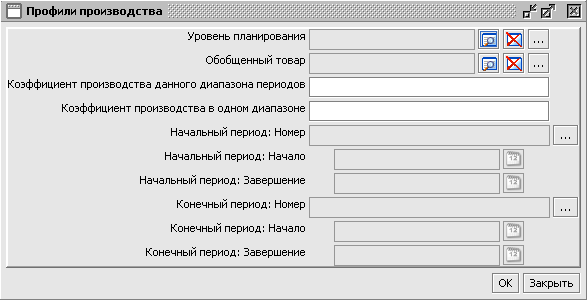 Профили производства
Уровень планирования
...
Обобщенный товар
...
Коэффициент производства данного диапазона периодов
Коэффициент производства в одном диапазоне
Начальный период: Номер
...
Начальный период: Начало
12
Начальный период: Завершение
12
Конечный период: Номер
...
Конечный период: Начало
12
Конечный период: Завершение
12
OK Закрыть